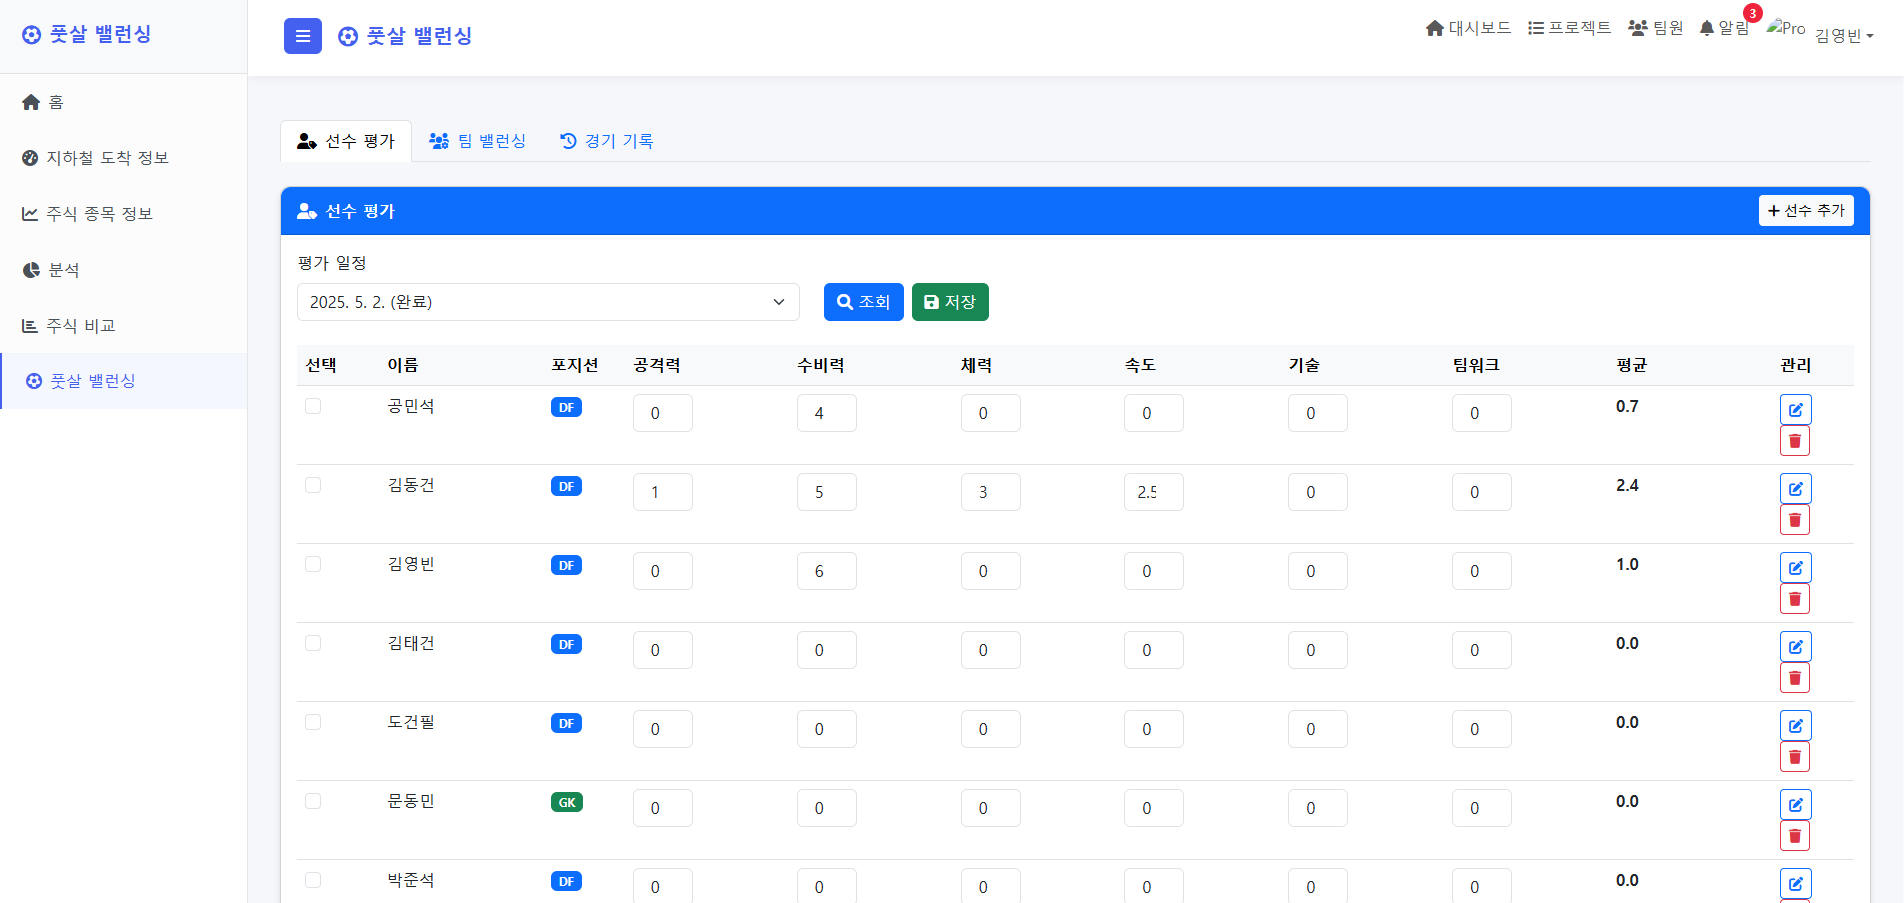 풋살 밸런싱
풋살 밸런싱
대시보드 프로젝트 팀원 알림 3 Pro 김영빈
홈
지하철 도착 정보
주식 종목 정보
분석
주식 비교
풋살 밸런싱
선수 평가 팀 밸런싱 경기 기록
선수 평가 + 선수 추가
평가 일정
2025. 5. 2. (완료) 조회 저장
선택 이름 포지션 공격력 수비력 체력 속도 기술 팀워크 평균 관리
공민석 DF 0 4 0 0 0 0 0.7
김동건 DF 1 5 3 2.5 0 0 2.4
김영빈 DF 0 6 0 0 0 0 1.0
김태건 DF 0 0 0 0 0 0 0.0
도건필 DF 0 0 0 0 0 0 0.0
문동민 GK 0 0 0 0 0 0 0.0
박준석 DF 0 0 0 0 0 0 0.0